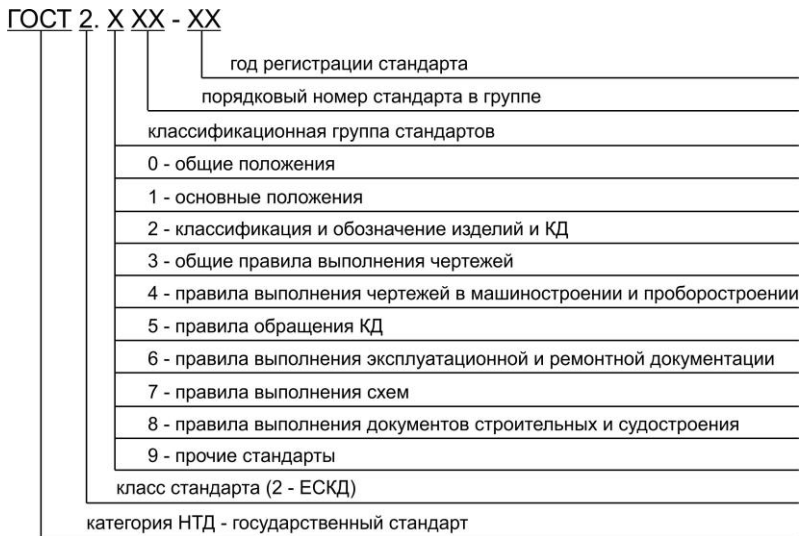 ГОСТ 2. X XX - XX
год регистрации стандарта
порядковый номер стандарта в группе
классификационная группа стандартов
0 - общие положения
1 - основные положения
2 - классификация и обозначение изделий и КД
3 - общие правила выполнения чертежей
4 - правила выполнения чертежей в машиностроении и проборостроении
5 - правила обращения КД
6 - правила выполнения эксплуатационной и ремонтной документации
7 - правила выполнения схем
8 - правила выполнения документов строительных и судостроения
9 - прочие стандарты
класс стандарта (2 - ЕСКД)
категория НТД - государственный стандарт